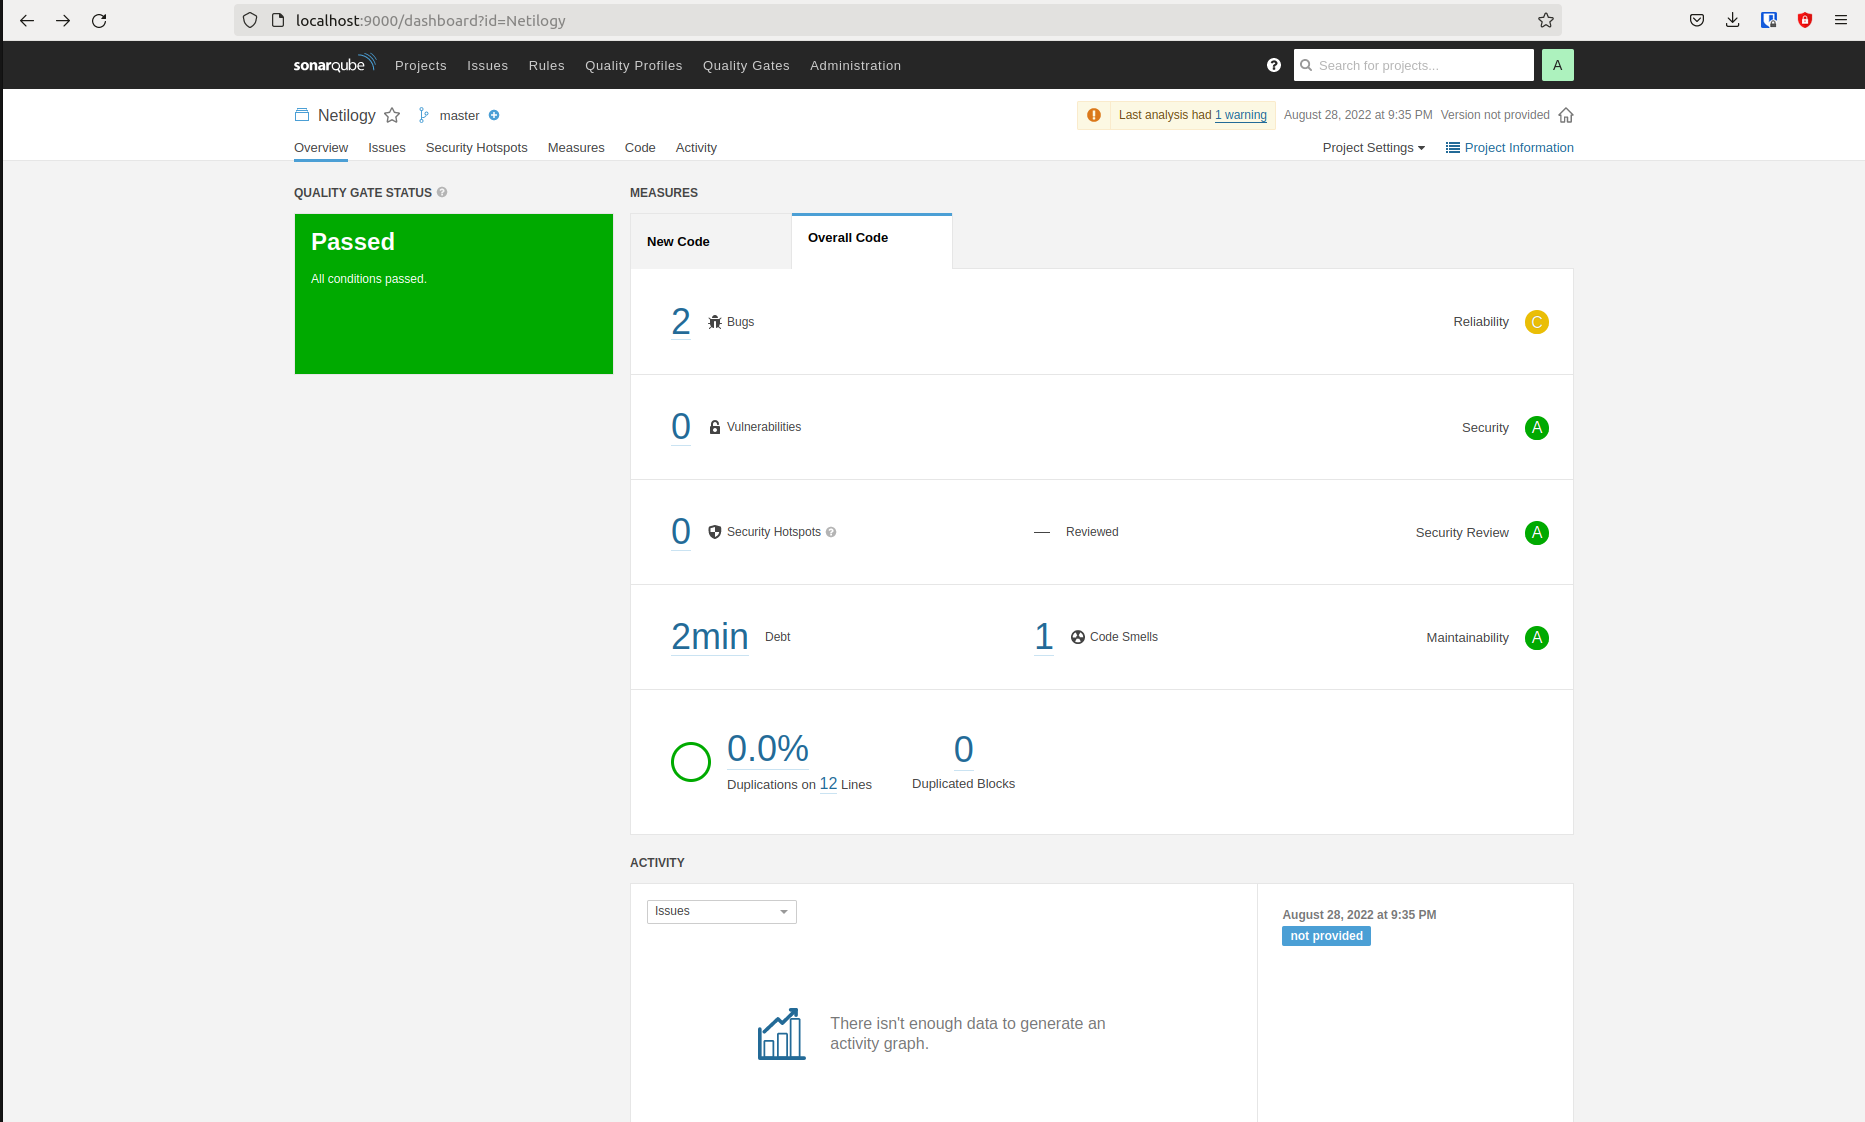 localhost:9000/dashboard?id=Netilogy
sonarqube Projects Issues Rules Quality Profiles Quality Gates Administration ? Search for projects... A
Netilogy master ! Last analysis had 1 warning August 28, 2022 at 9:35 PM Version not provided
Overview Issues Security Hotspots Measures Code Activity Project Settings Project Information
QUALITY GATE STATUS ?
Passed
All conditions passed.
MEASURES
New Code Overall Code
2 Bugs Reliability C
0 Vulnerabilities Security A
0 Security Hotspots ? — Reviewed Security Review A
2min Debt 1 Code Smells Maintainability A
0.0% 0
Duplications on 12 Lines Duplicated Blocks
ACTIVITY
Issues
August 28, 2022 at 9:35 PM
not provided
There isn't enough data to generate an
activity graph.